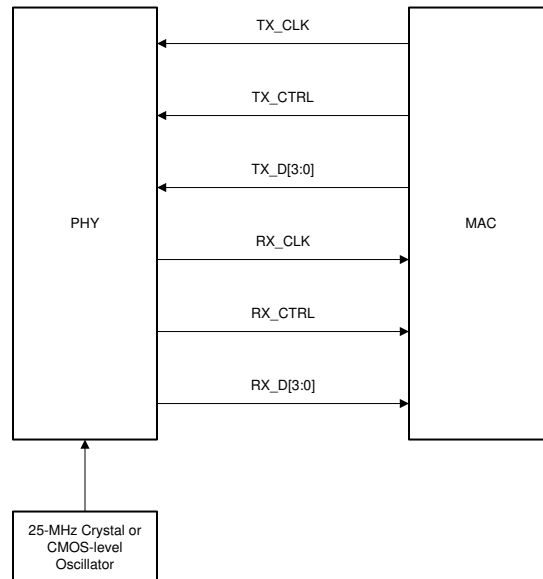 TX_CLK
TX_CTRL
TX_D[3:0]
PHY
MAC
RX_CLK
RX_CTRL
RX_D[3:0]
25-MHz Crystal or
CMOS-level
Oscillator